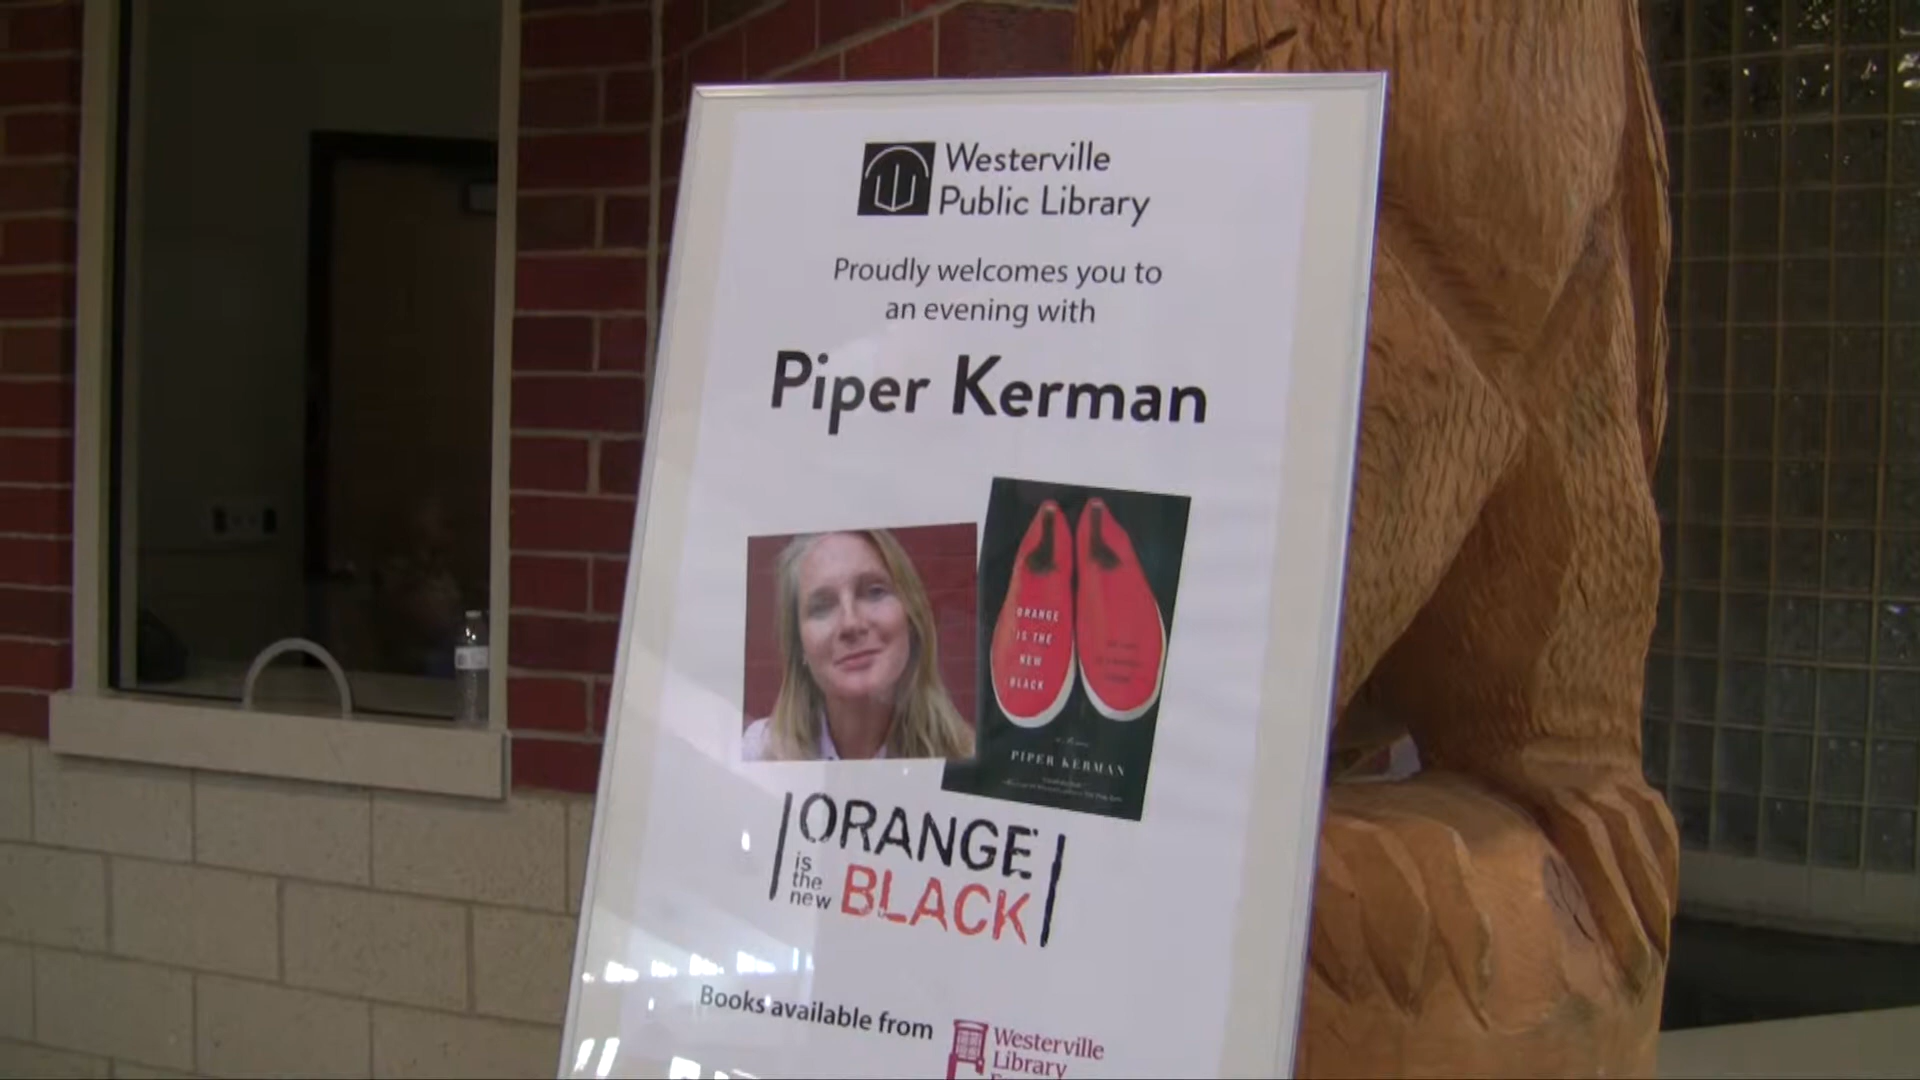 Westerville
Public Library
Proudly welcomes you to
an evening with
Piper Kerman
ORANGE
IS THE
NEW
BLACK
PIPER KERMAN
ORANGE
is
the
new
BLACK
Books available from
Westerville
Library